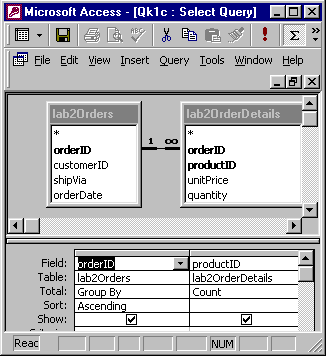 Microsoft Access - [Qk1c : Select Query]
File Edit View Insert Query Tools Window Help
lab2Orders
*
orderID
customerID
shipVia
orderDate
1 ∞
lab2OrderDetails
*
orderID
productID
unitPrice
quantity
Field: orderID productID
Table: lab2Orders lab2OrderDetails
Total: Group By Count
Sort: Ascending
Show:
Reac NUM